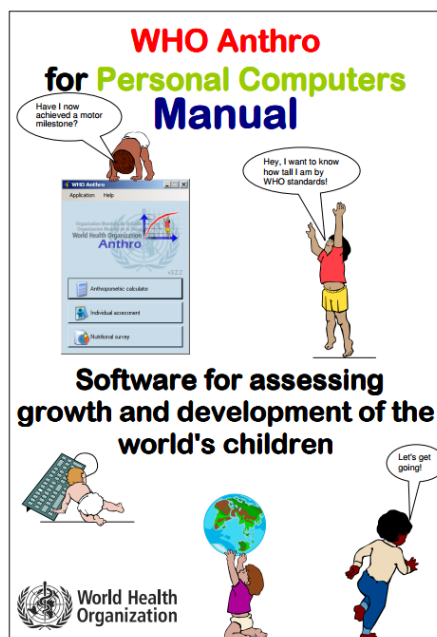 WHO Anthro
for Personal Computers
Manual
Have I now
achieved a motor
milestone?
Hey, I want to know
how tall I am by
WHO standards!
WHO Anthro
Application Help
World Health Organization
Anthro
Anthropometric calculator
Individual assessment
Nutritional survey
Software for assessing
growth and development of the
world's children
Let's get
going!
World Health
Organization